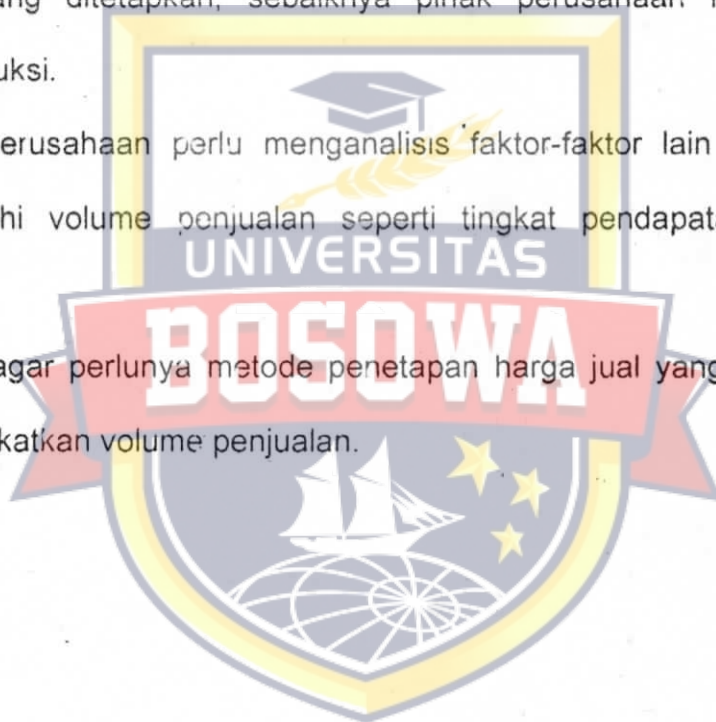 ang ditetapkan, sebaiknya pihak perusahaan
uksi.
erusahaan perlu menganalisis faktor-faktor lain
hi volume penjualan seperti tingkat pendapat
UNIVERSITAS
BOSOWA
agar perlunya metode penetapan harga jual yang
katkan volume penjualan.